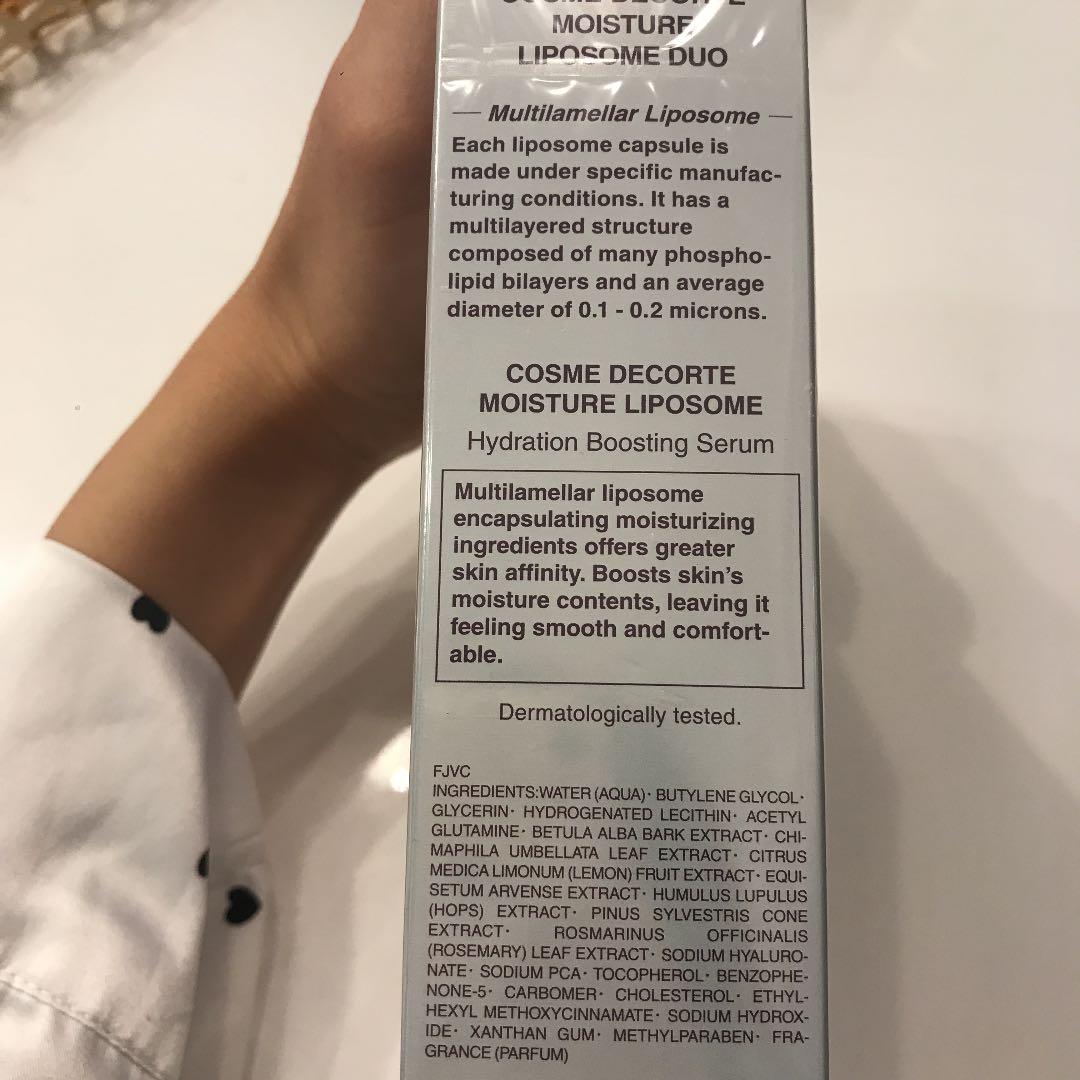 COSME DECORTE
MOISTURE
LIPOSOME DUO
Multilamellar Liposome
Each liposome capsule is
made under specific manufac-
turing conditions. It has a
multilayered structure
composed of many phospho-
lipid bilayers and an average
diameter of 0.1 - 0.2 microns.
COSME DECORTE
MOISTURE LIPOSOME
Hydration Boosting Serum
Multilamellar liposome
encapsulating moisturizing
ingredients offers greater
skin affinity. Boosts skin's
moisture contents, leaving it
feeling smooth and comfort-
able.
Dermatologically tested.
FJVC
INGREDIENTS:WATER (AQUA)· BUTYLENE GLYCOL·
GLYCERIN· HYDROGENATED LECITHIN· ACETYL
GLUTAMINE· BETULA ALBA BARK EXTRACT· CHI-
MAPHILA UMBELLATA LEAF EXTRACT· CITRUS
MEDICA LIMONUM (LEMON) FRUIT EXTRACT· EQUI-
SETUM ARVENSE EXTRACT· HUMULUS LUPULUS
(HOPS) EXTRACT· PINUS SYLVESTRIS CONE
EXTRACT· ROSMARINUS OFFICINALIS
(ROSEMARY) LEAF EXTRACT· SODIUM HYALURO-
NATE· SODIUM PCA· TOCOPHEROL· BENZOPHE-
NONE-5· CARBOMER· CHOLESTEROL· ETHYL-
HEXYL METHOXYCINNAMATE· SODIUM HYDROX-
IDE· XANTHAN GUM· METHYLPARABEN· FRA-
GRANCE (PARFUM)